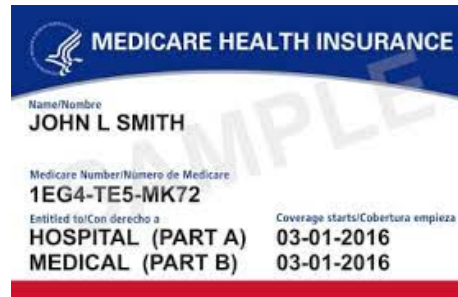 MEDICARE HEALTH INSURANCE
Name/Nombre
JOHN L SMITH
Medicare Number/Número de Medicare
1EG4-TE5-MK72
Entitled to/Con derecho a Coverage starts/Cobertura empieza
HOSPITAL (PART A) 03-01-2016
MEDICAL (PART B) 03-01-2016
SAMPLE